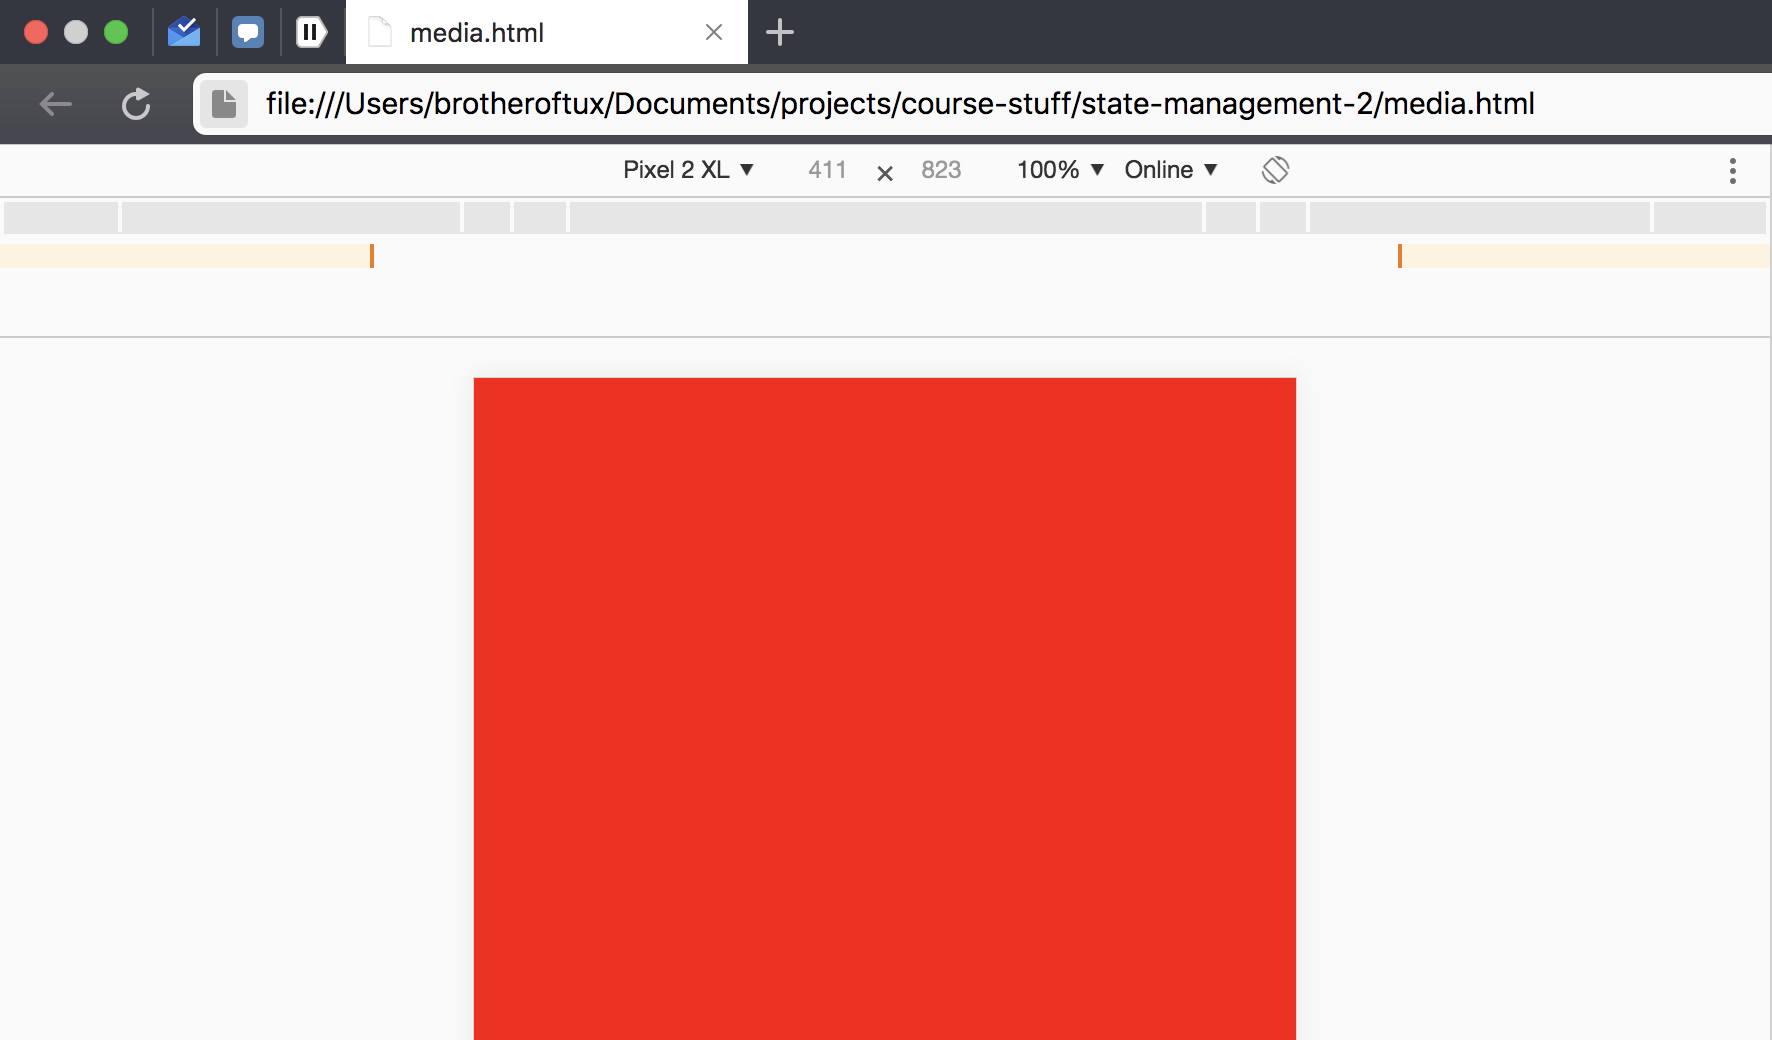 media.html
file:///Users/brotheroftux/Documents/projects/course-stuff/state-management-2/media.html
Pixel 2 XL ▼ 411 × 823 100% ▼ Online ▼